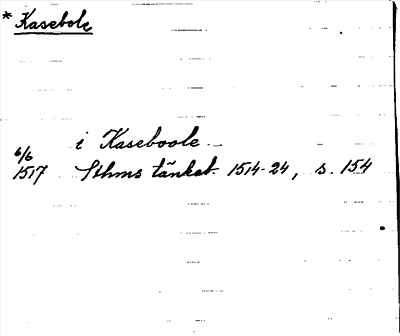 * Kasebole
i Kaseboole
6/6
1517 Sthms tänkeb. 1514-24, s. 154